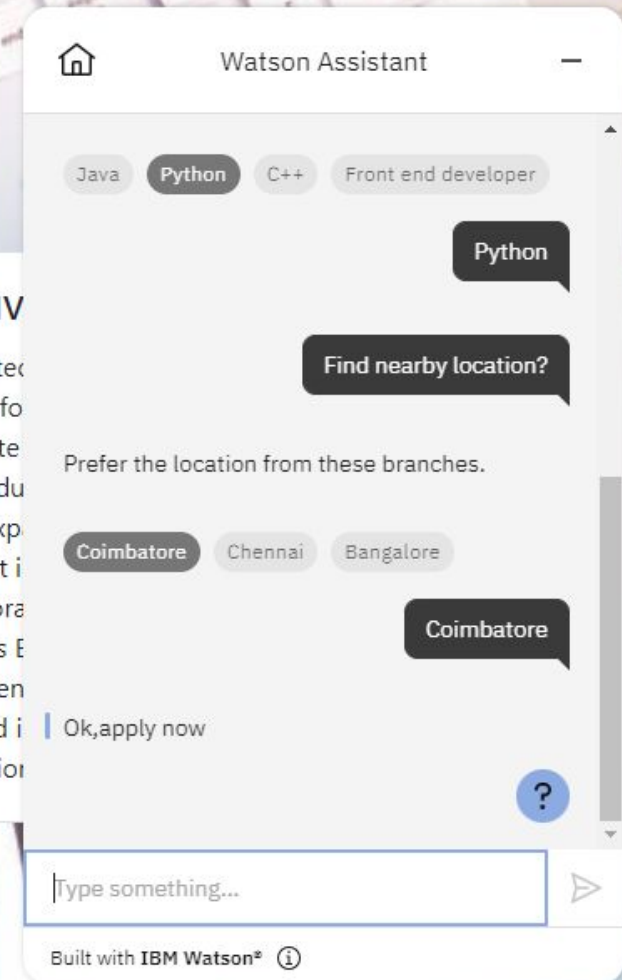 Watson Assistant
Java Python C++ Front end developer
Python
Find nearby location?
Prefer the location from these branches.
Coimbatore Chennai Bangalore
Coimbatore
Ok,apply now
?
Type something...
Built with IBM Watson®